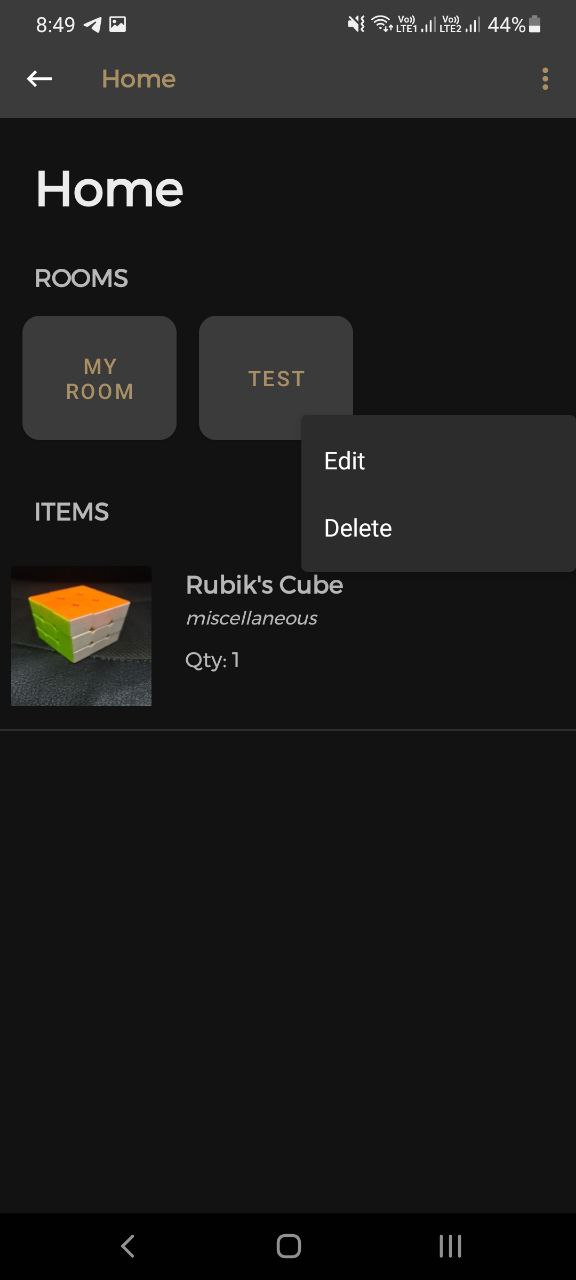 8:49
Vo)) LTE1 Vo)) LTE2 44%
Home
Home
ROOMS
MY
ROOM
TEST
Edit
Delete
ITEMS
Rubik's Cube
miscellaneous
Qty: 1